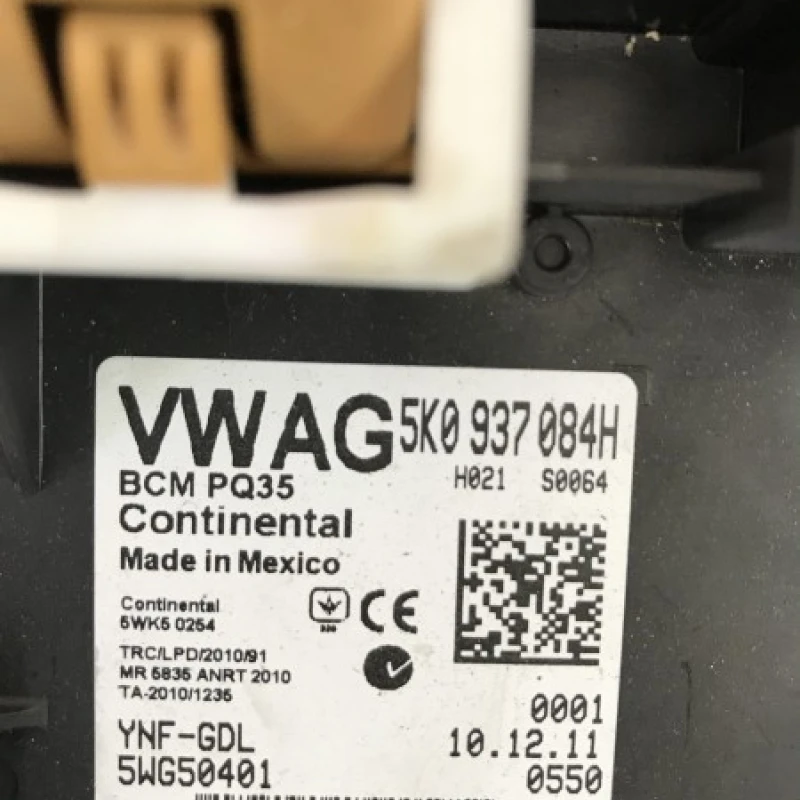 VWAG 5K0 937 084H
BCM PQ35 H021 S0064
Continental
Made in Mexico
Continental
5WK5 0254
TRC/LPD/2010/91
MR 5835 ANRT 2010
TA-2010/1235
0001
YNF-GDL 10.12.11
5WG50401 0550